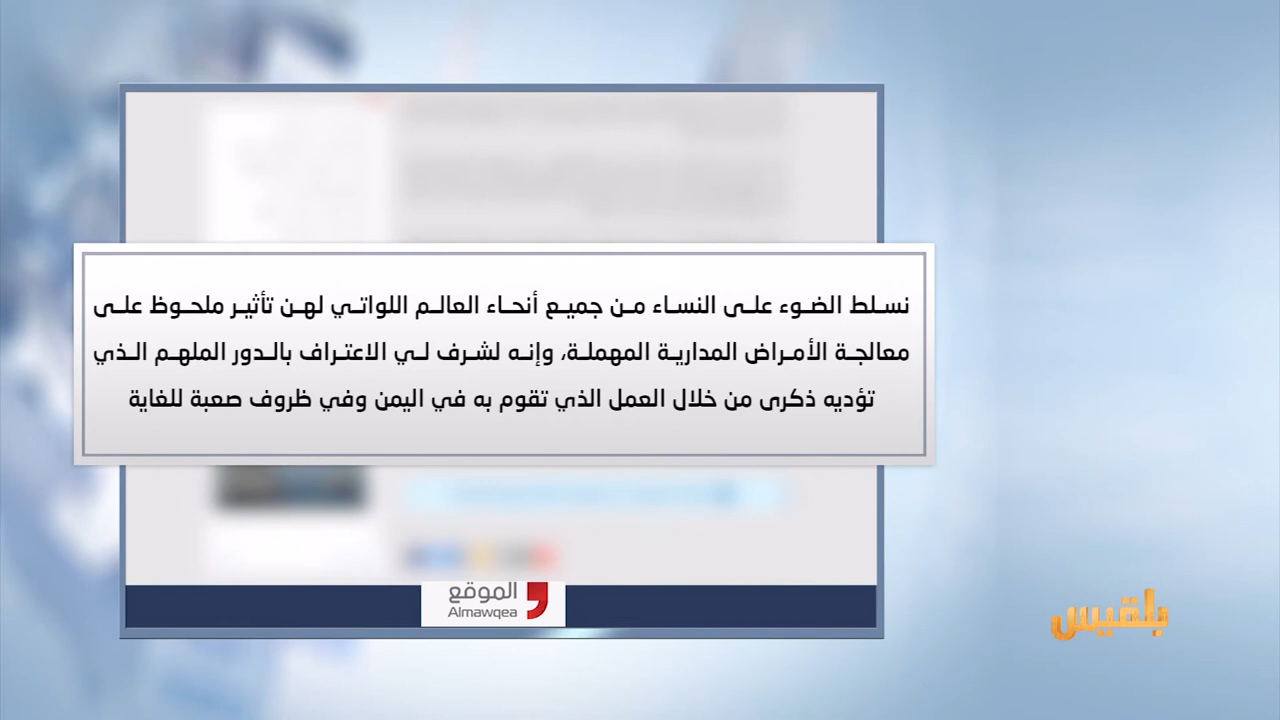 نسلط الضوء على النساء من جميع أنحاء العالم اللواتي لهن تأثير ملحوظ على
معالجة الأمراض المدارية المهملة، وإنه لشرف لي الاعتراف بالدور الملهم الذي
تؤديه ذكرى من خلال العمل الذي تقوم به في اليمن وفي ظروف صعبة للغاية
الموقع
Almawqea
بلقيس